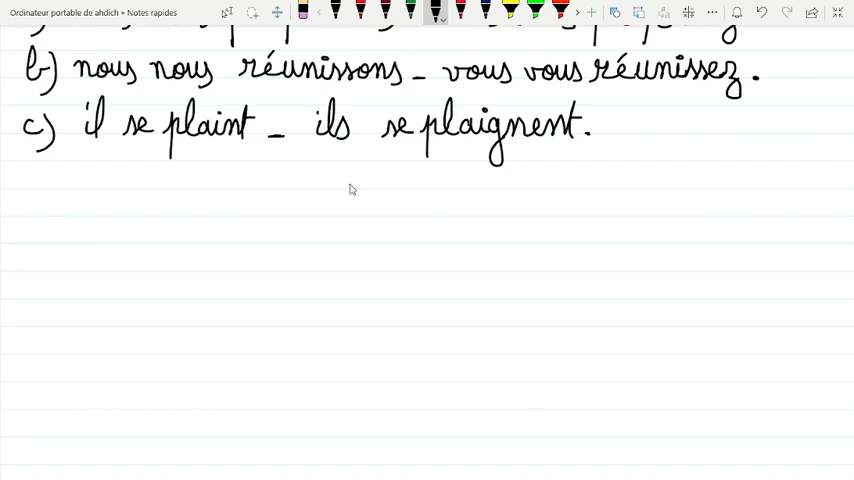 Ordinateur portable de ahdich » Notes rapides
b) nous nous réunissons - vous vous réunissez.
c) il se plaint - ils se plaignent.